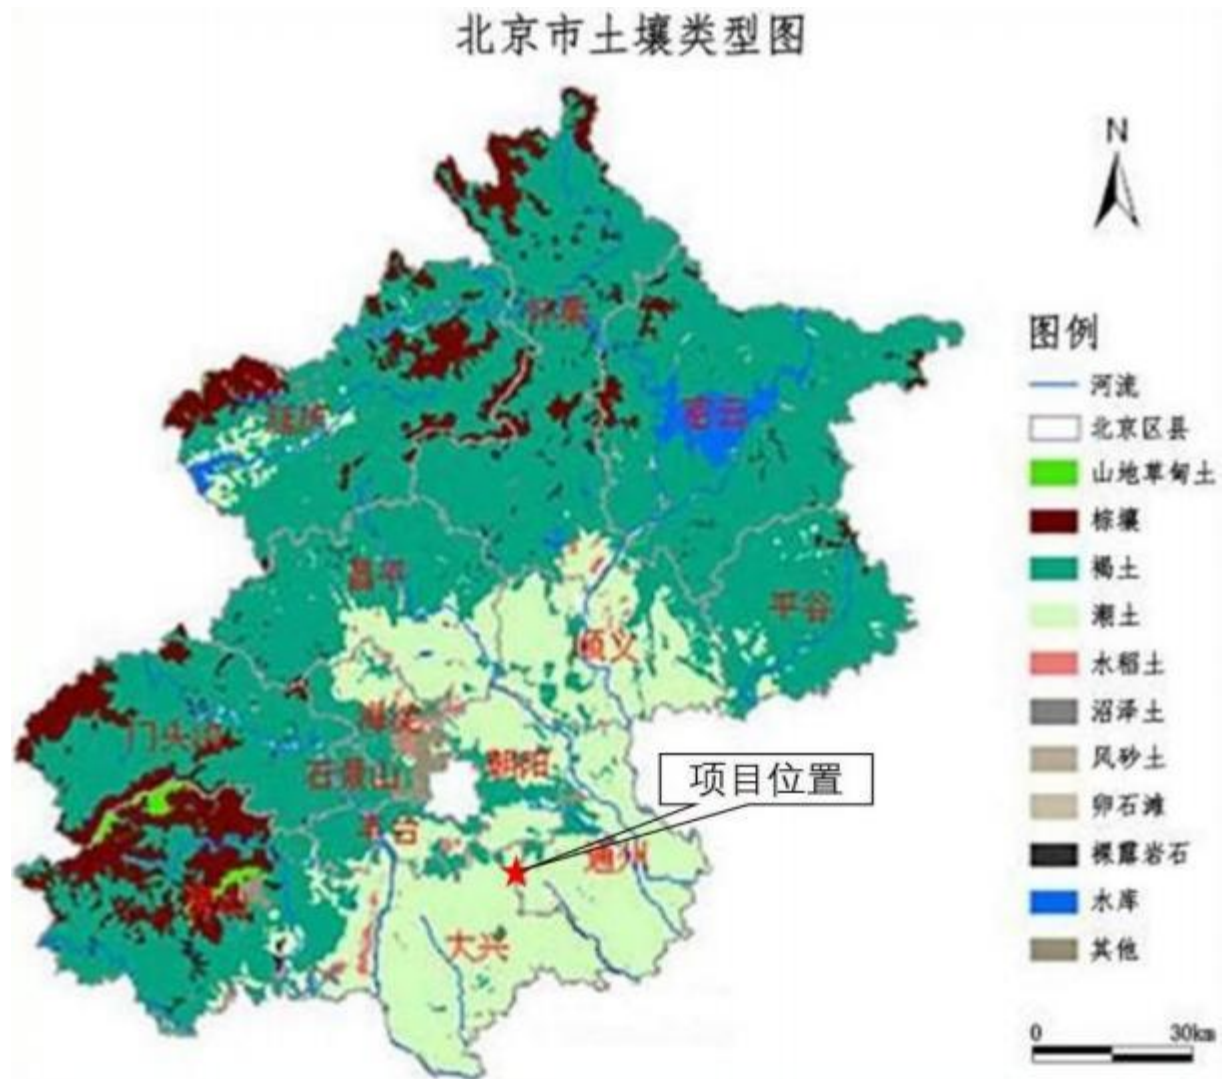 北京市土壤类型图
N
怀柔
密云
延庆
昌平
平谷
顺义
门头沟
海淀
石景山
朝阳
丰台
通州
大兴
项目位置
图例
河流
北京区县
山地草甸土
棕壤
褐土
潮土
水稻土
沼泽土
风砂土
卵石滩
裸露岩石
水库
其他
0 30km